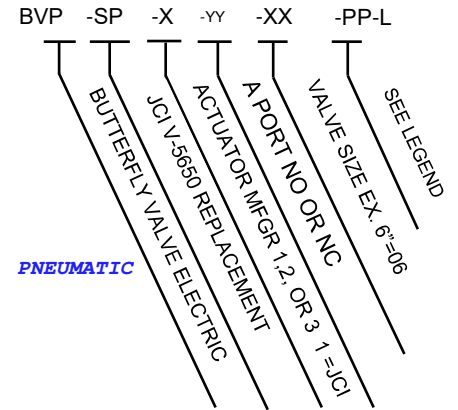 BVP -SP -X -YY -XX -PP-L
BUTTERFLY VALVE ELECTRIC
JCI V-5650 REPLACEMENT
ACTUATOR MFGR 1,2, OR 3 1=JCI
A PORT NO OR NC
VALVE SIZE EX. 6"=06
SEE LEGEND
PNEUMATIC